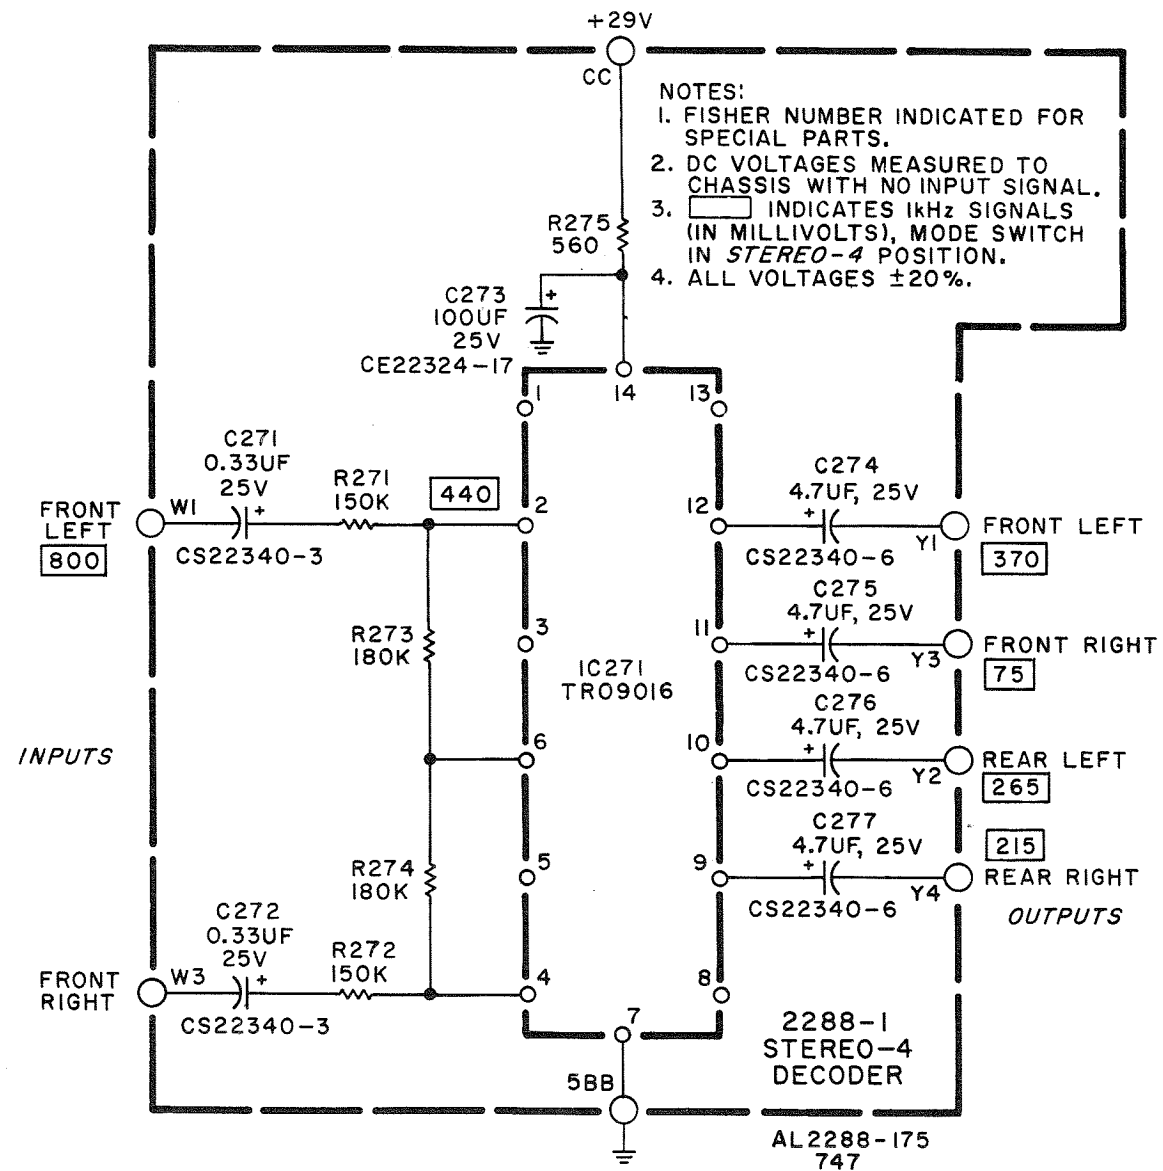 +29V
CC
NOTES:
1. FISHER NUMBER INDICATED FOR
SPECIAL PARTS.
2. DC VOLTAGES MEASURED TO
CHASSIS WITH NO INPUT SIGNAL.
3. INDICATES 1kHz SIGNALS
(IN MILLIVOLTS), MODE SWITCH
IN STEREO-4 POSITION.
4. ALL VOLTAGES ±20%.
R275
560
C273
100UF
25V
CE22324-17
+
1
14
13
C271
0.33UF
25V
+
CS22340-3
R271
150K
440
FRONT
LEFT
800
W1
2
12
C274
4.7UF, 25V
+
CS22340-6
Y1
FRONT LEFT
370
R273
180K
3
11
C275
4.7UF, 25V
+
CS22340-6
Y3
FRONT RIGHT
75
IC271
TR09016
INPUTS
6
10
C276
4.7UF, 25V
+
CS22340-6
Y2
REAR LEFT
265
R274
180K
5
9
C277
4.7UF, 25V
+
CS22340-6
Y4
215
REAR RIGHT
OUTPUTS
C272
0.33UF
25V
+
CS22340-3
R272
150K
FRONT
RIGHT
W3
4
8
7
5BB
2288-1
STEREO-4
DECODER
AL2288-175
747